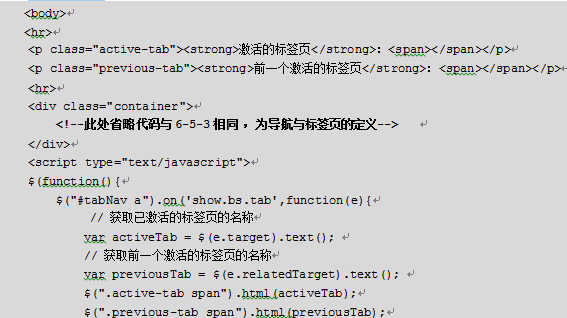 <body>
<hr>
<p class="active-tab"><strong>激活的标签页</strong>：<span></span></p>
<p class="previous-tab"><strong>前一个激活的标签页</strong>：<span></span></p>
<hr>
<div class="container">
<!--此处省略代码与 6-5-3 相同 ，为导航与标签页的定义-->
</div>
<script type="text/javascript">
$(function(){
$("#tabNav a").on('show.bs.tab',function(e){
// 获取已激活的标签页的名称
var activeTab = $(e.target).text();
// 获取前一个激活的标签页的名称
var previousTab = $(e.relatedTarget).text();
$(".active-tab span").html(activeTab);
$(".previous-tab span").html(previousTab);